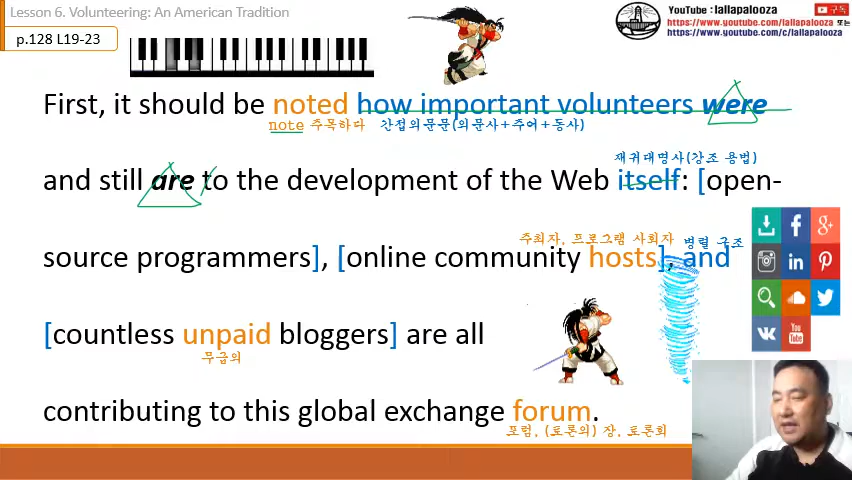 Lesson 6. Volunteering: An American Tradition
p.128 L19-23
YouTube : lallapalooza 구독
https://www.youtube.com/lallapalooza 또는
https://www.youtube.com/c/lallapalooza
First, it should be noted how important volunteers were
note 주목하다 간접의문문(의문사+주어+동사)
재귀대명사(강조 용법)
and still are to the development of the Web itself: [open-
주최자, 프로그램 사회자 병렬 구조
source programmers], [online community hosts], and
[countless unpaid bloggers] are all
무급의
contributing to this global exchange forum.
포럼, (토론의) 장, 토론회
You
Tube